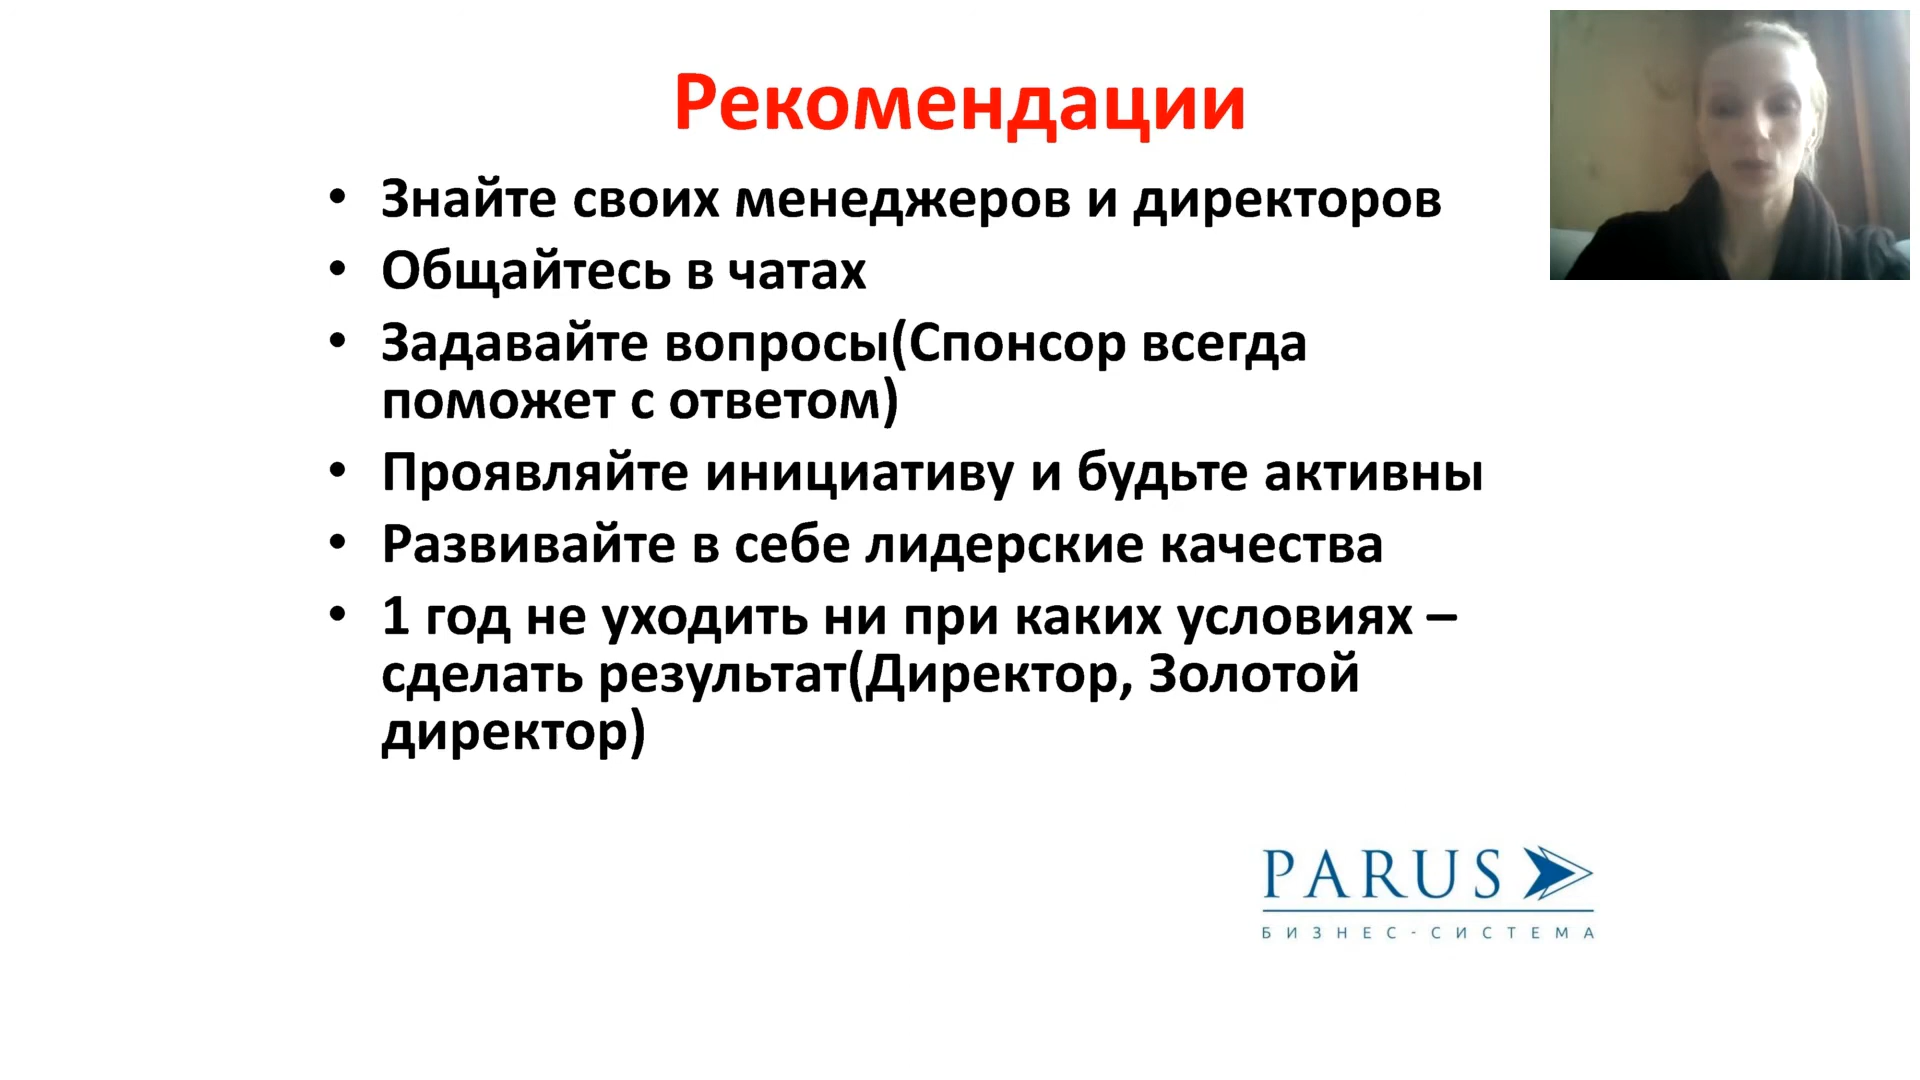 Рекомендации
• Знайте своих менеджеров и директоров
• Общайтесь в чатах
• Задавайте вопросы(Спонсор всегда
поможет с ответом)
• Проявляйте инициативу и будьте активны
• Развивайте в себе лидерские качества
• 1 год не уходить ни при каких условиях –
сделать результат(Директор, Золотой
директор)
PARUS
БИЗНЕС-СИСТЕМА